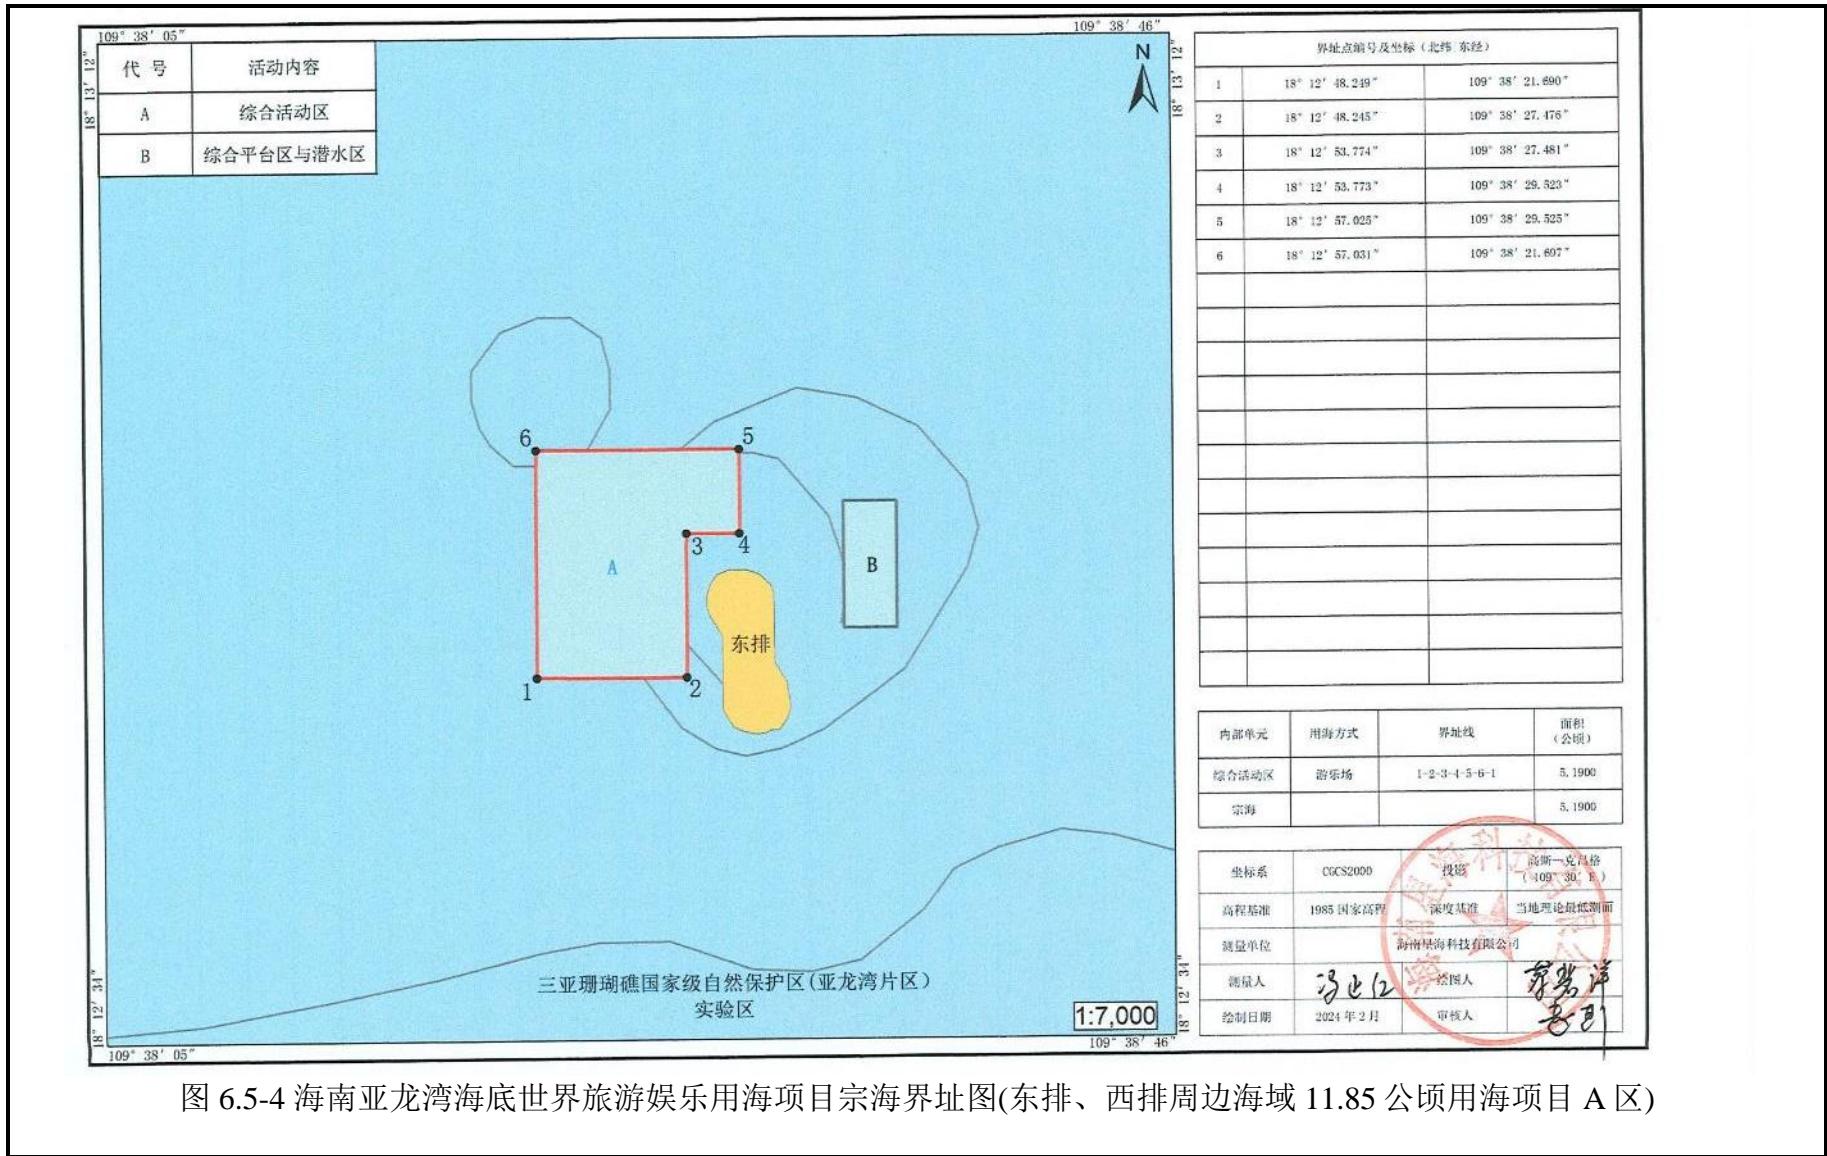 109° 38′ 05″
109° 38′ 46″
18° 13′ 12″
18° 13′ 12″
代 号 活动内容
A 综合活动区
B 综合平台区与潜水区
N
6
5
3
4
A
B
东排
1
2
三亚珊瑚礁国家级自然保护区(亚龙湾片区)
实验区
1:7,000
18° 12′ 34″
18° 12′ 34″
109° 38′ 05″
109° 38′ 46″
界址点编号及坐标(北纬 东经)
1 18° 12′ 48.249″ 109° 38′ 21.690″
2 18° 12′ 48.245″ 109° 38′ 27.476″
3 18° 12′ 53.774″ 109° 38′ 27.481″
4 18° 12′ 53.773″ 109° 38′ 29.523″
5 18° 12′ 57.025″ 109° 38′ 29.525″
6 18° 12′ 57.031″ 109° 38′ 21.697″
内部单元 用海方式 界址线 面积(公顷)
综合活动区 游乐场 1-2-3-4-5-6-1 5.1900
宗海 5.1900
坐标系 CGCS2000 投影 高斯—克吕格(109° 30′ E)
高程基准 1985 国家高程 深度基准 当地理论最低潮面
测量单位 海南星海科技有限公司
测量人 绘图人
绘制日期 2024 年 2 月 审核人
图 6.5-4 海南亚龙湾海底世界旅游娱乐用海项目宗海界址图(东排、西排周边海域 11.85 公顷用海项目 A 区)